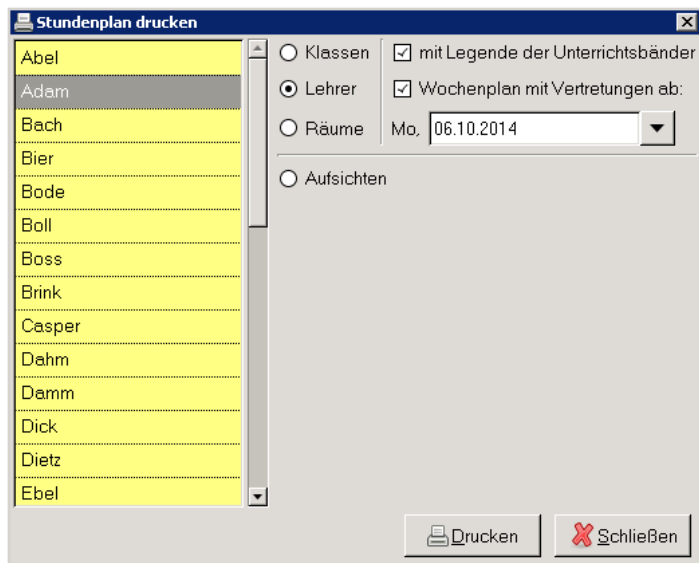 Stundenplan drucken
Abel
Adam
Bach
Bier
Bode
Boll
Boss
Brink
Casper
Dahm
Damm
Dick
Dietz
Ebel
Klassen
Lehrer
Räume
mit Legende der Unterrichtsbänder
Wochenplan mit Vertretungen ab:
Mo, 06.10.2014
Aufsichten
Drucken
Schließen